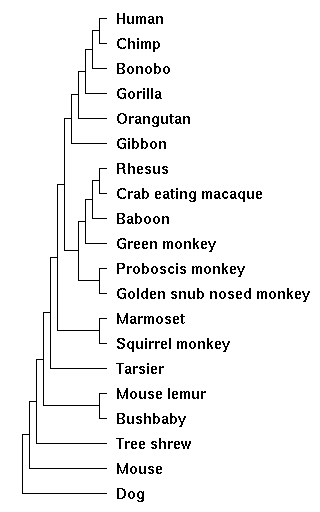 Human
Chimp
Bonobo
Gorilla
Orangutan
Gibbon
Rhesus
Crab eating macaque
Baboon
Green monkey
Proboscis monkey
Golden snub nosed monkey
Marmoset
Squirrel monkey
Tarsier
Mouse lemur
Bushbaby
Tree shrew
Mouse
Dog